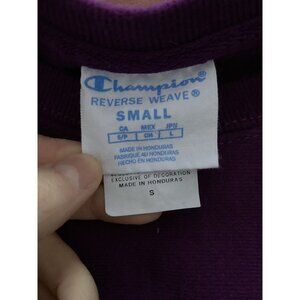 Champion®
REVERSE WEAVE®
SMALL
CA MEX JPN
S/P CH L
MADE IN HONDURAS
FABRIQUÉ AU HONDURAS
HECHO EN HONDURAS
EXCLUSIVE OF DECORATION
MADE IN HONDURAS
S